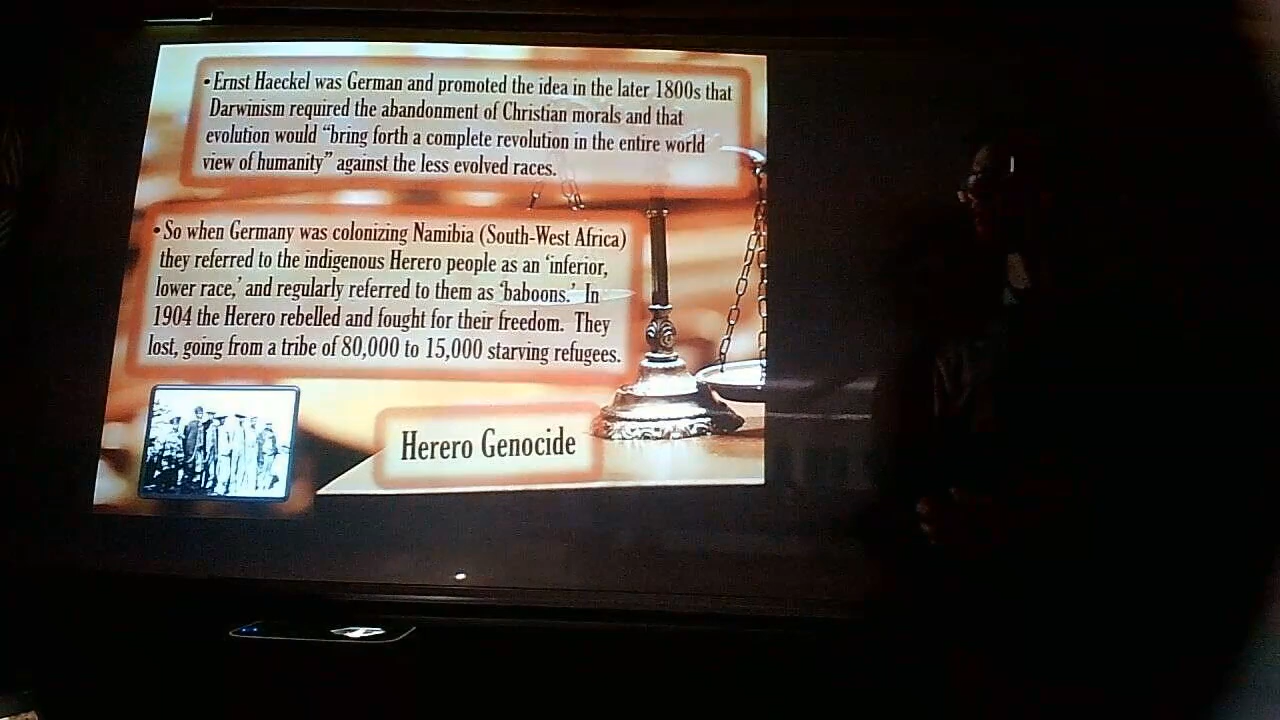 •Ernst Haeckel was German and promoted the idea in the later 1800s that
Darwinism required the abandonment of Christian morals and that
evolution would “bring forth a complete revolution in the entire world
view of humanity” against the less evolved races.
•So when Germany was colonizing Namibia (South-West Africa)
they referred to the indigenous Herero people as an ‘inferior,
lower race,’ and regularly referred to them as ‘baboons.’ In
1904 the Herero rebelled and fought for their freedom. They
lost, going from a tribe of 80,000 to 15,000 starving refugees.
Herero Genocide